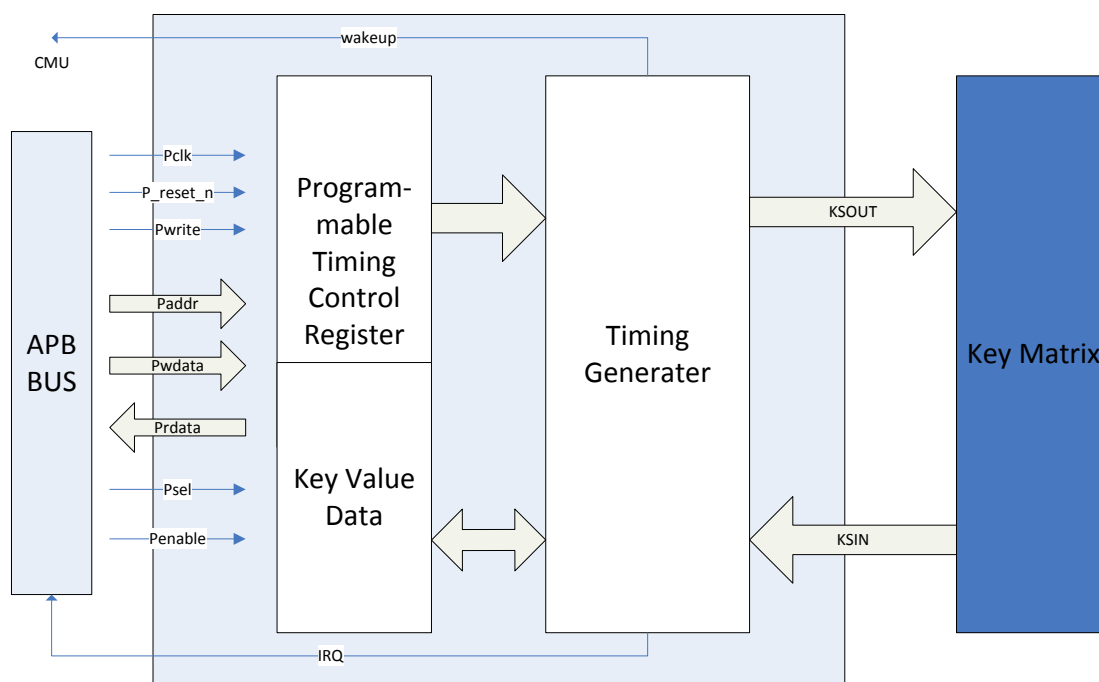 wakeup
CMU
Pclk
P_reset_n
Pwrite
Paddr
Pwdata
Prdata
Psel
Penable
APB
BUS
Program-
mable
Timing
Control
Register
Key Value
Data
Timing
Generater
KSOUT
KSIN
Key Matrix
IRQ